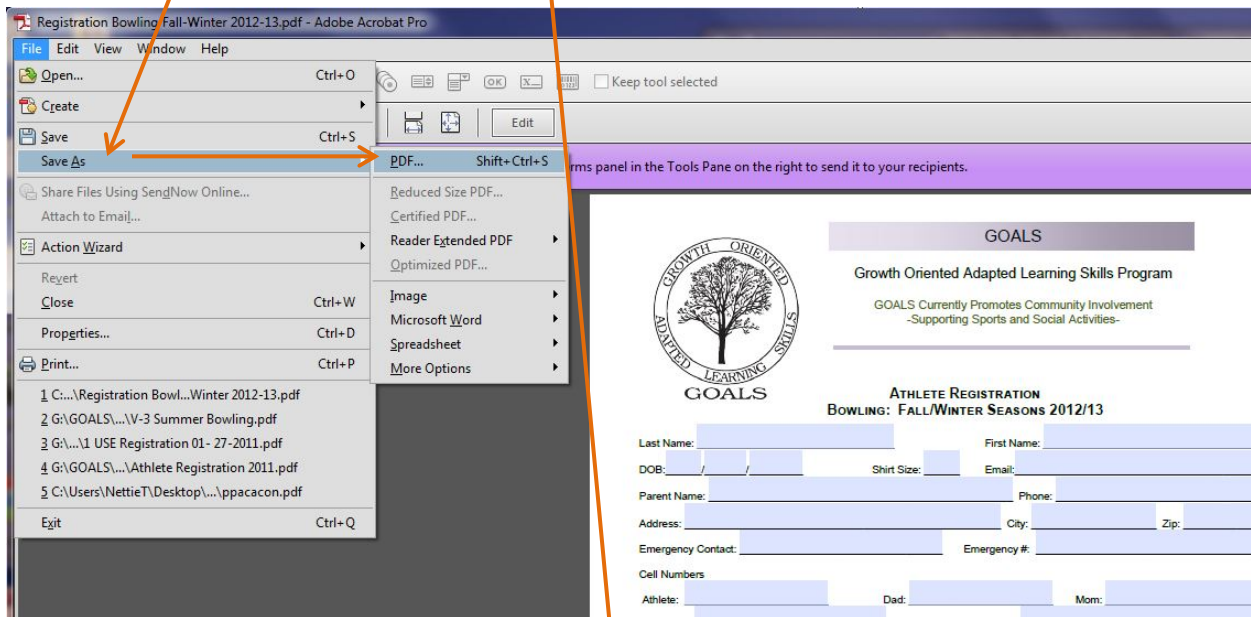 Registration Bowling Fall-Winter 2012-13.pdf - Adobe Acrobat Pro
File Edit View Window Help
Open... Ctrl+O
Create
Save Ctrl+S
Save As
Share Files Using SendNow Online...
Attach to Email...
Action Wizard
Revert
Close Ctrl+W
Properties... Ctrl+D
Print... Ctrl+P
1 C:...\Registration Bowl...Winter 2012-13.pdf
2 G:\GOALS\...\V-3 Summer Bowling.pdf
3 G:\...\1 USE Registration 01- 27-2011.pdf
4 G:\GOALS\...\Athlete Registration 2011.pdf
5 C:\Users\NettieT\Desktop\...\ppacacon.pdf
Exit Ctrl+Q
PDF... Shift+Ctrl+S
Reduced Size PDF...
Certified PDF...
Reader Extended PDF
Optimized PDF...
Image
Microsoft Word
Spreadsheet
More Options
OK Keep tool selected
Edit
rms panel in the Tools Pane on the right to send it to your recipients.
GROWTH ORIENTED ADAPTED LEARNING SKILLS
GOALS
GOALS
Growth Oriented Adapted Learning Skills Program
GOALS Currently Promotes Community Involvement
-Supporting Sports and Social Activities-
ATHLETE REGISTRATION
BOWLING: FALL/WINTER SEASONS 2012/13
Last Name: First Name:
DOB: / / Shirt Size: Email:
Parent Name: Phone:
Address: City: Zip:
Emergency Contact: Emergency #:
Cell Numbers
Athlete: Dad: Mom: